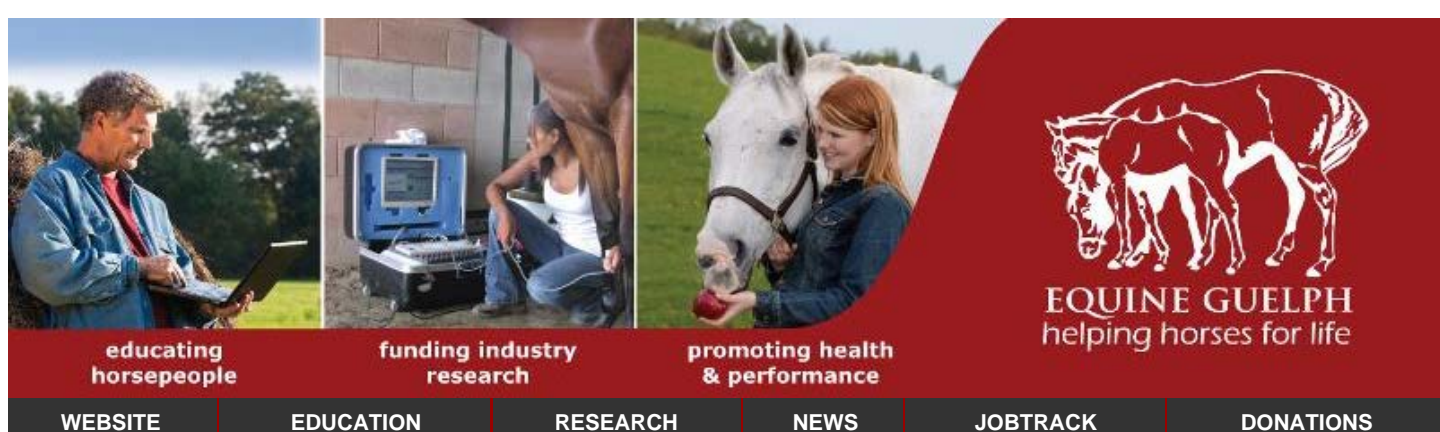 EQUINE GUELPH
helping horses for life
educating
horsepeople
funding industry
research
promoting health
& performance
WEBSITE EDUCATION RESEARCH NEWS JOBTRACK DONATIONS